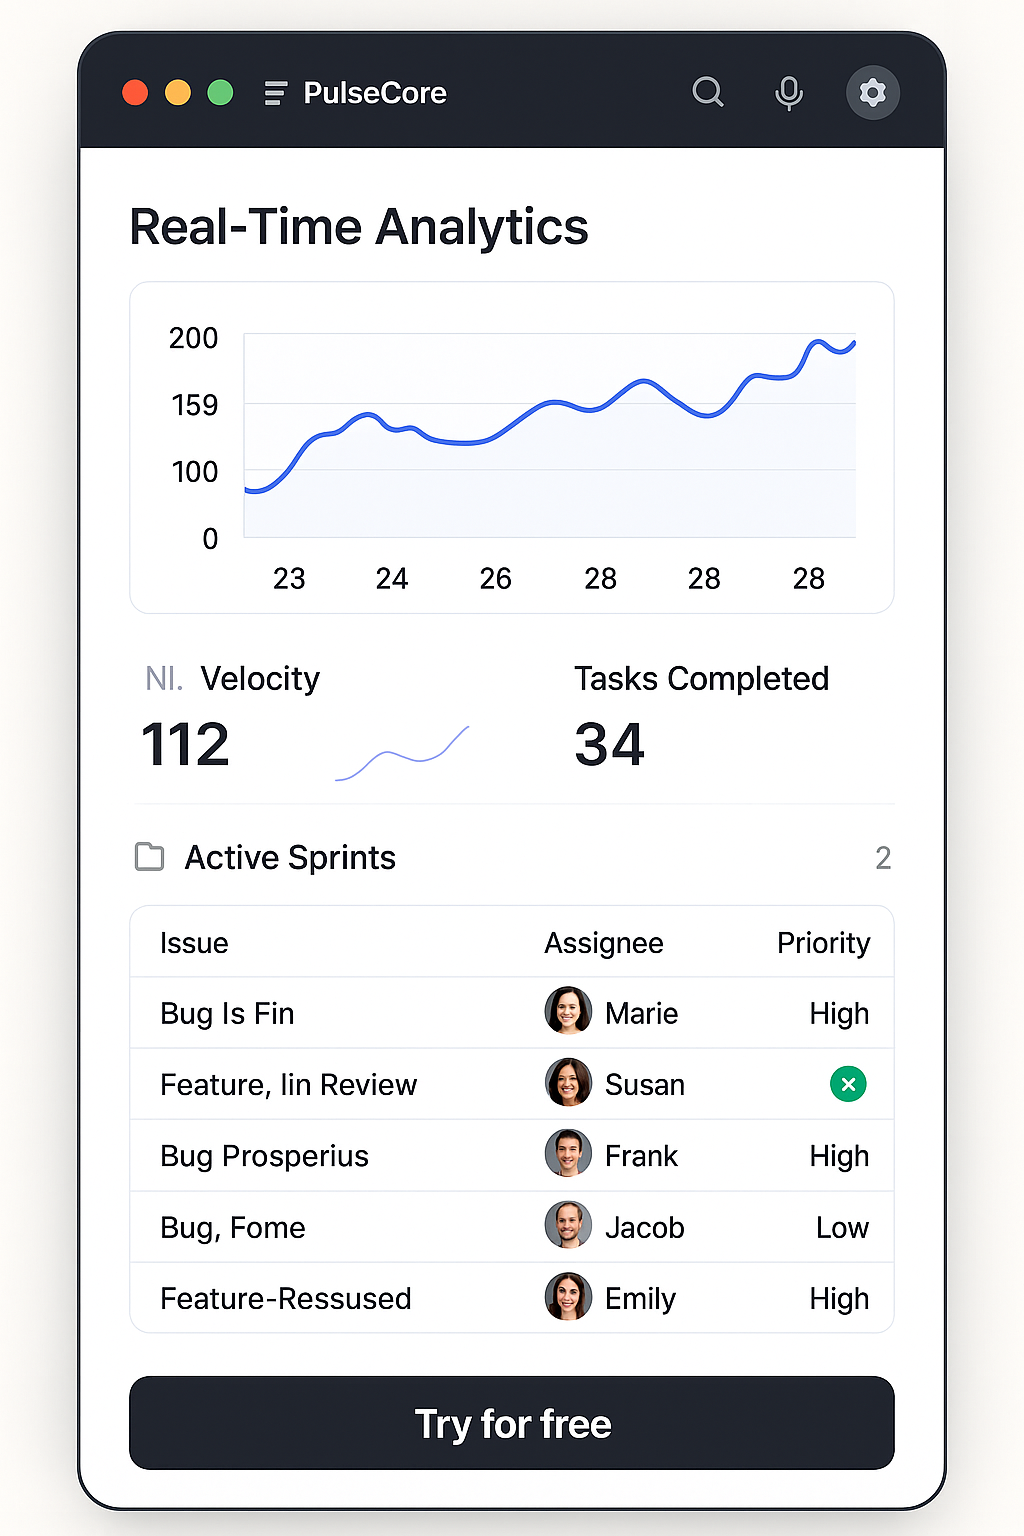 PulseCore
Real-Time Analytics
200
159
100
0
23 24 26 28 28 28
NI. Velocity
112
Tasks Completed
34
Active Sprints 2
Issue Assignee Priority
Bug Is Fin Marie High
Feature, lin Review Susan
Bug Prosperius Frank High
Bug, Fome Jacob Low
Feature-Ressused Emily High
Try for free